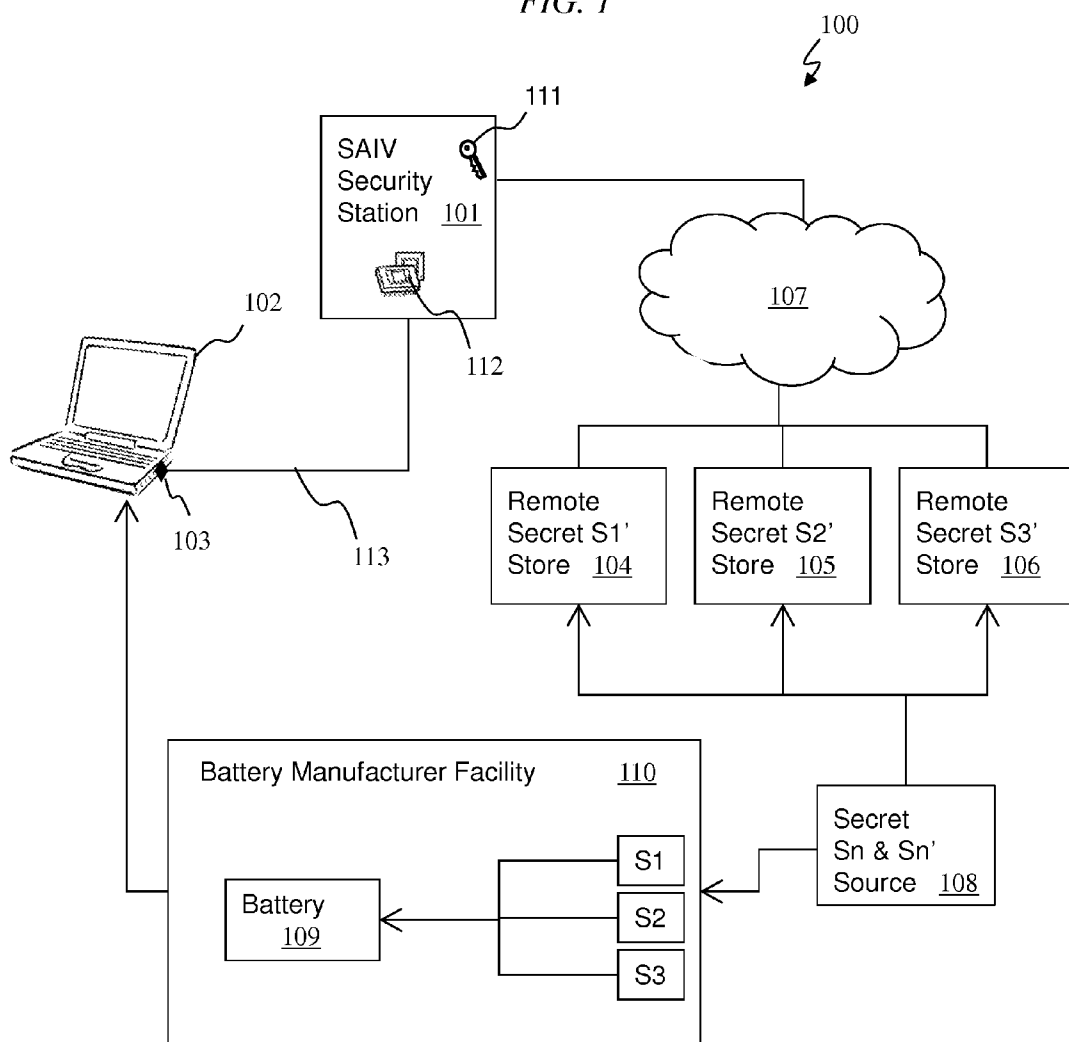 FIG. 1
100
111
SAIV
Security
Station 101
107
102
112
103
113
Remote
Secret S1'
Store 104
Remote
Secret S2'
Store 105
Remote
Secret S3'
Store 106
Battery Manufacturer Facility 110
Battery
109
S1
S2
S3
Secret
Sn & Sn'
Source 108